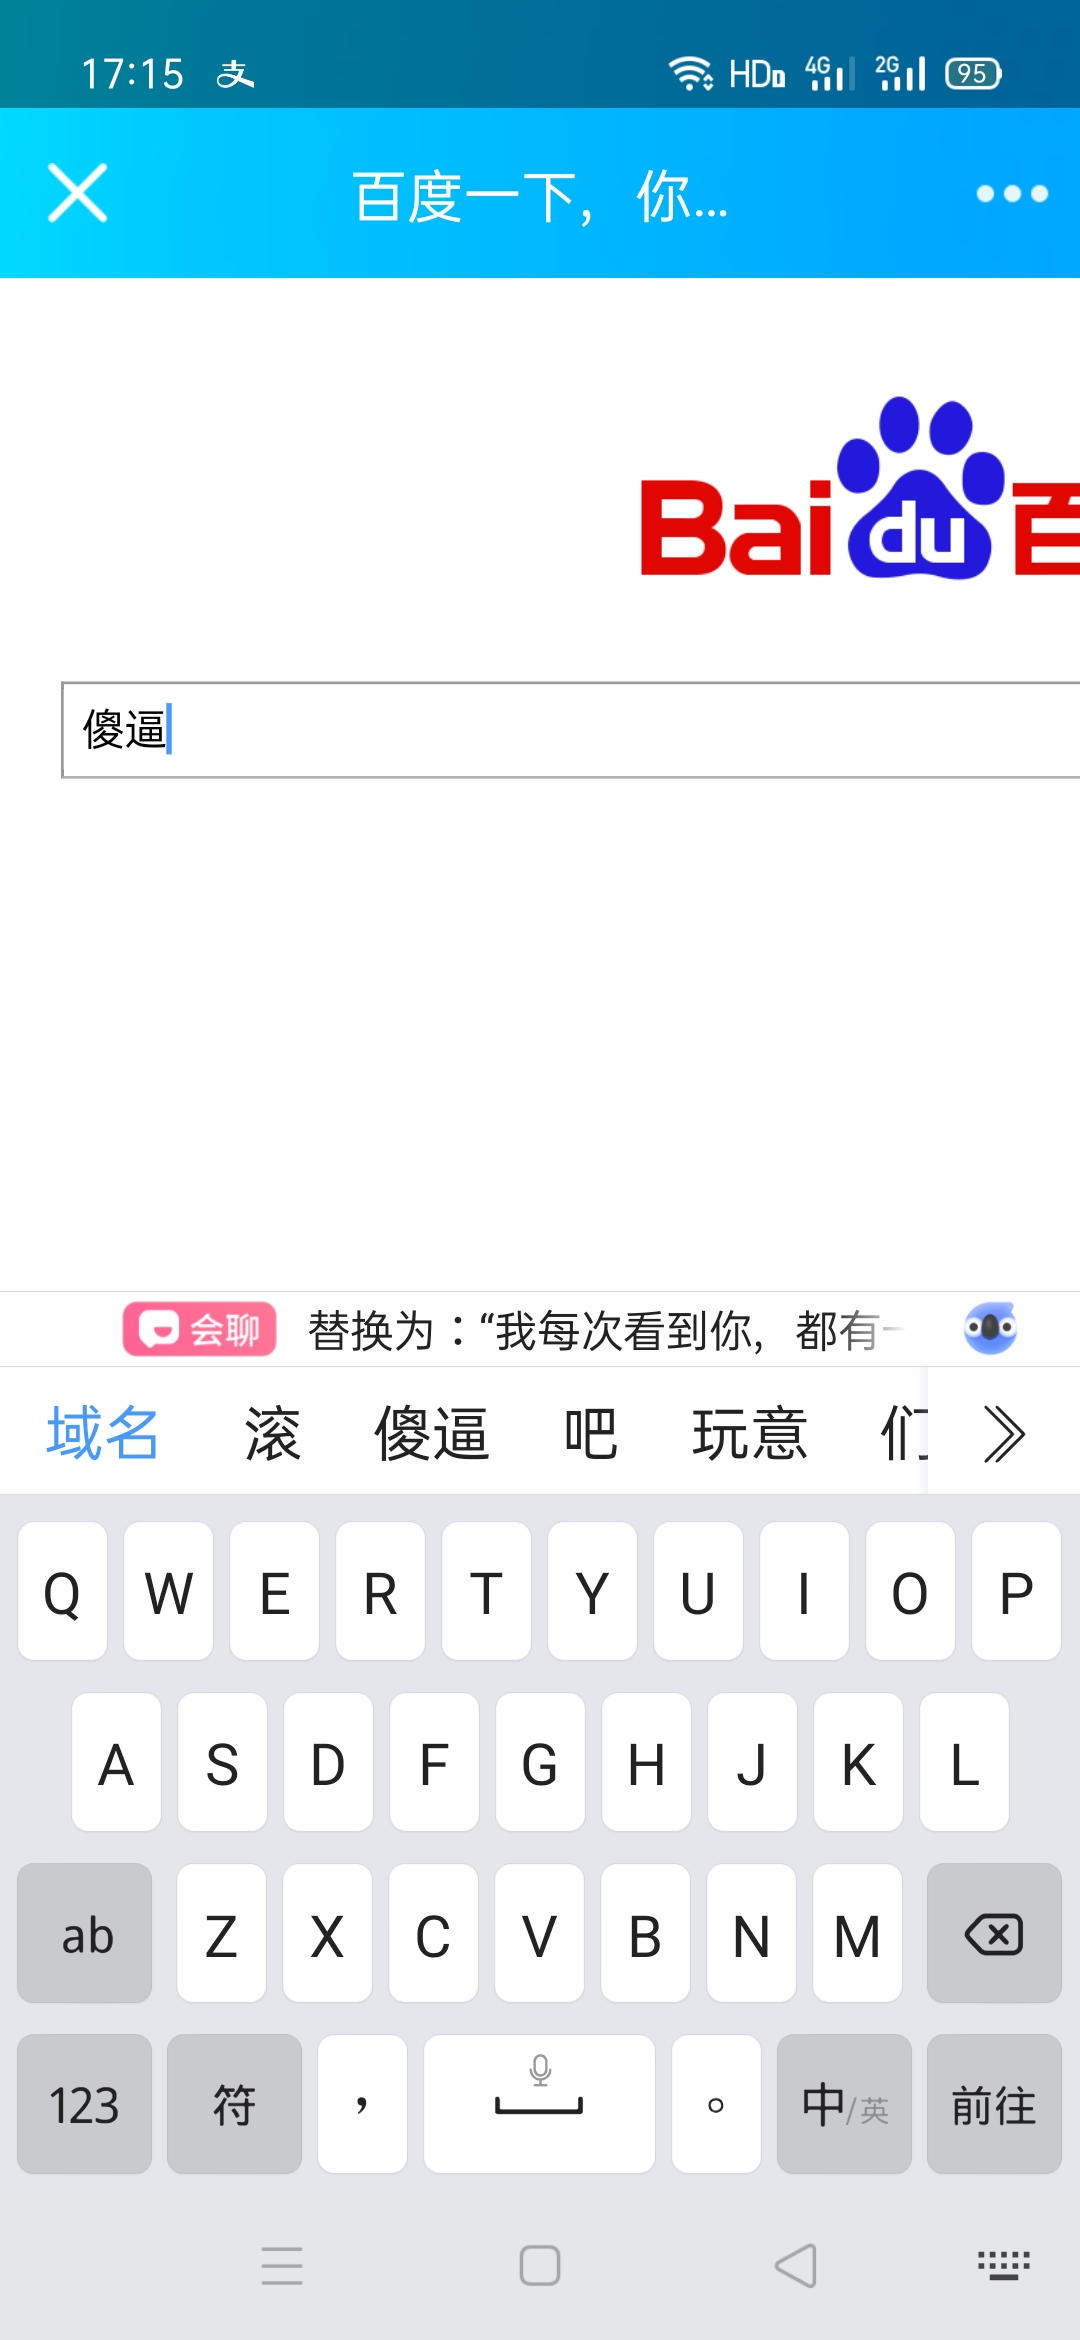 17:15 支 HD 4G 2G 95
百度一下，你...
Bai du 百
傻逼
会聊 替换为：“我每次看到你，都有一
域名 滚 傻逼 吧 玩意 们
Q W E R T Y U I O P
A S D F G H J K L
ab Z X C V B N M
123 符 ， 。 中/英 前往